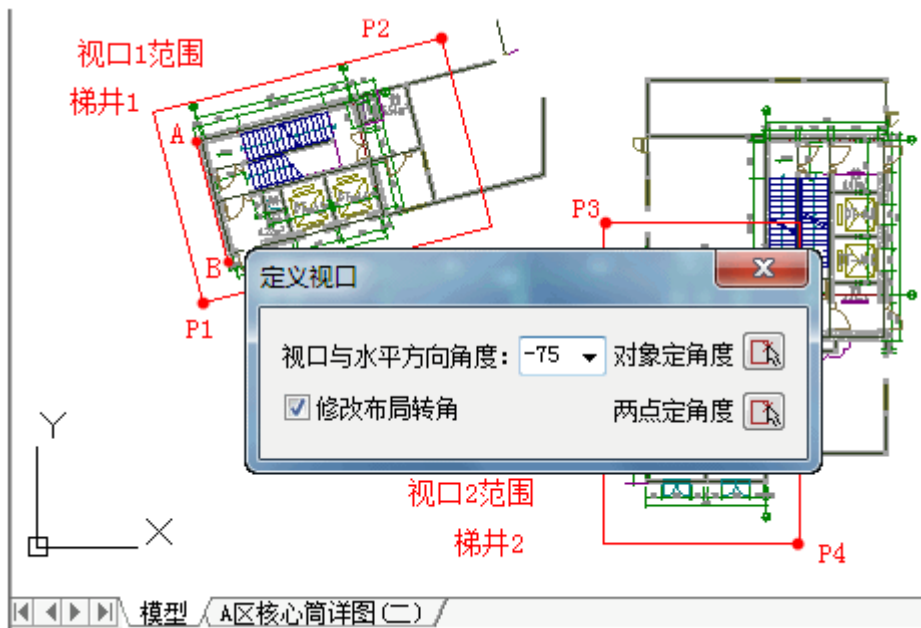 P2
视口1范围
梯井1
A
P3
B
P1
定义视口
视口与水平方向角度: -75 对象定角度
修改布局转角 两点定角度
Y
X
视口2范围
梯井2
P4
模型 A区核心筒详图(二)